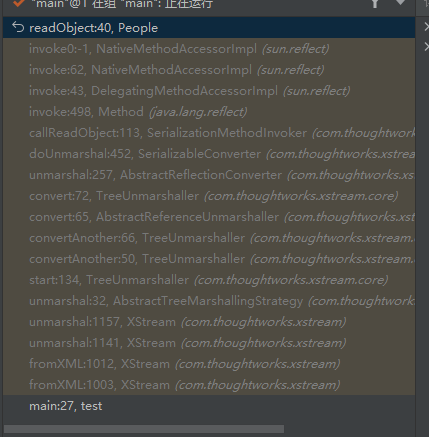 "main"@1 在组 "main": 正在运行
readObject:40, People
invoke0:-1, NativeMethodAccessorImpl (sun.reflect)
invoke:62, NativeMethodAccessorImpl (sun.reflect)
invoke:43, DelegatingMethodAccessorImpl (sun.reflect)
invoke:498, Method (java.lang.reflect)
callReadObject:113, SerializationMethodInvoker (com.thoughtwork
doUnmarshal:452, SerializableConverter (com.thoughtworks.xstrea
unmarshal:257, AbstractReflectionConverter (com.thoughtworks.
convert:72, TreeUnmarshaller (com.thoughtworks.xstream.core)
convert:65, AbstractReferenceUnmarshaller (com.thoughtworks.xst
convertAnother:66, TreeUnmarshaller (com.thoughtworks.xstream.
convertAnother:50, TreeUnmarshaller (com.thoughtworks.xstream.
start:134, TreeUnmarshaller (com.thoughtworks.xstream.core)
unmarshal:32, AbstractTreeMarshallingStrategy (com.thoughtwork
unmarshal:1157, XStream (com.thoughtworks.xstream)
unmarshal:1141, XStream (com.thoughtworks.xstream)
fromXML:1012, XStream (com.thoughtworks.xstream)
fromXML:1003, XStream (com.thoughtworks.xstream)
main:27, test